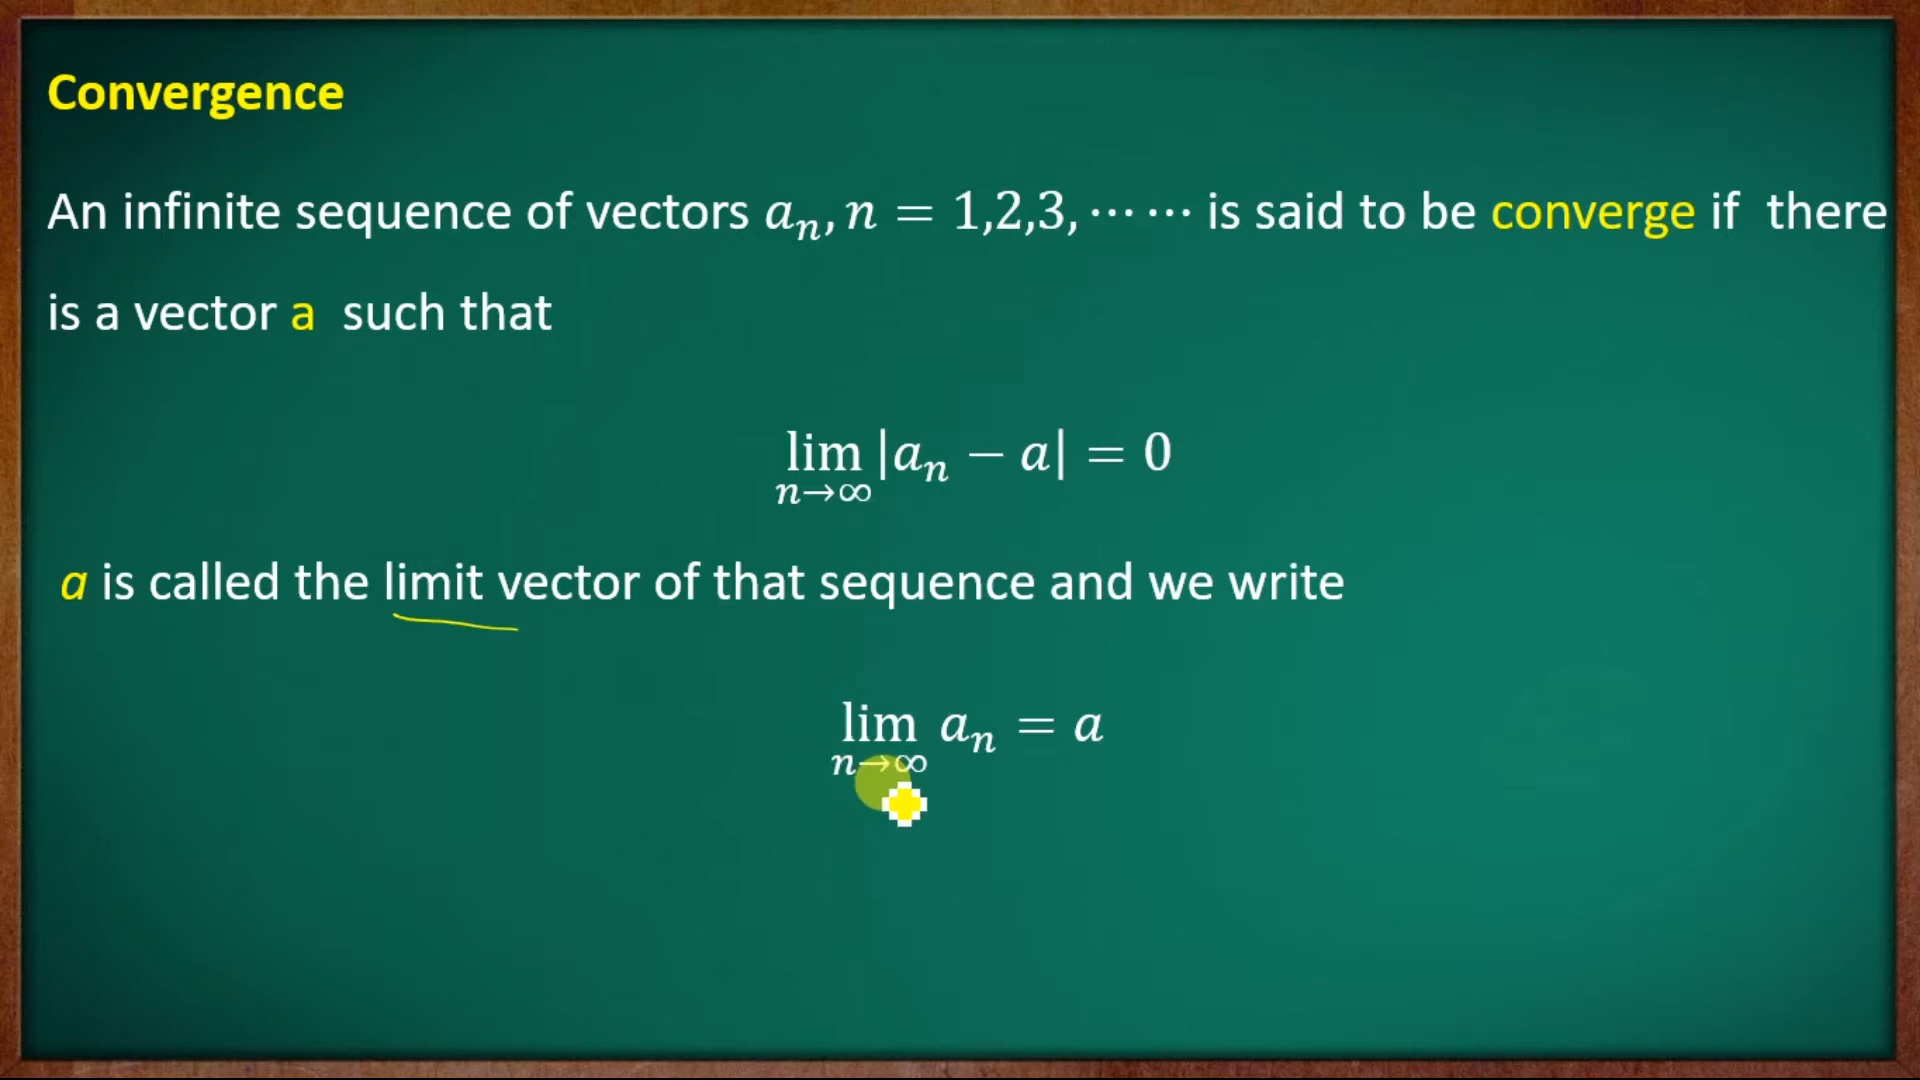 Convergence
An infinite sequence of vectors aₙ, n = 1,2,3, ⋯⋯ is said to be converge if there
is a vector a such that
lim n→∞ |aₙ − a| = 0
a is called the limit vector of that sequence and we write
lim n→∞ aₙ = a